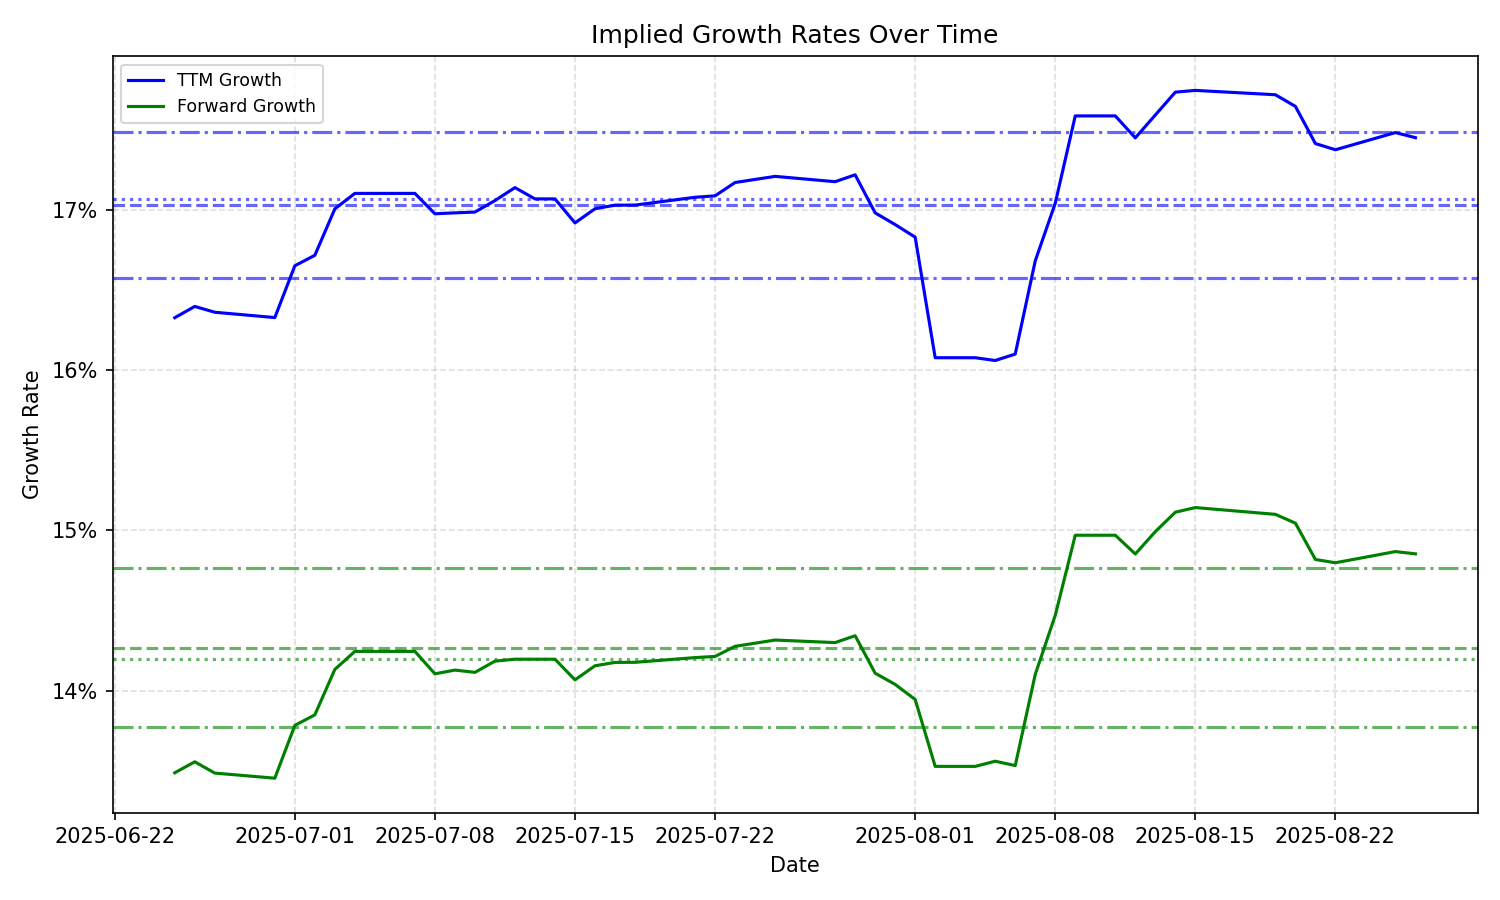 Implied Growth Rates Over Time
TTM Growth
Forward Growth
17%
16%
15%
14%
Growth Rate
2025-06-22 2025-07-01 2025-07-08 2025-07-15 2025-07-22 2025-08-01 2025-08-08 2025-08-15 2025-08-22
Date